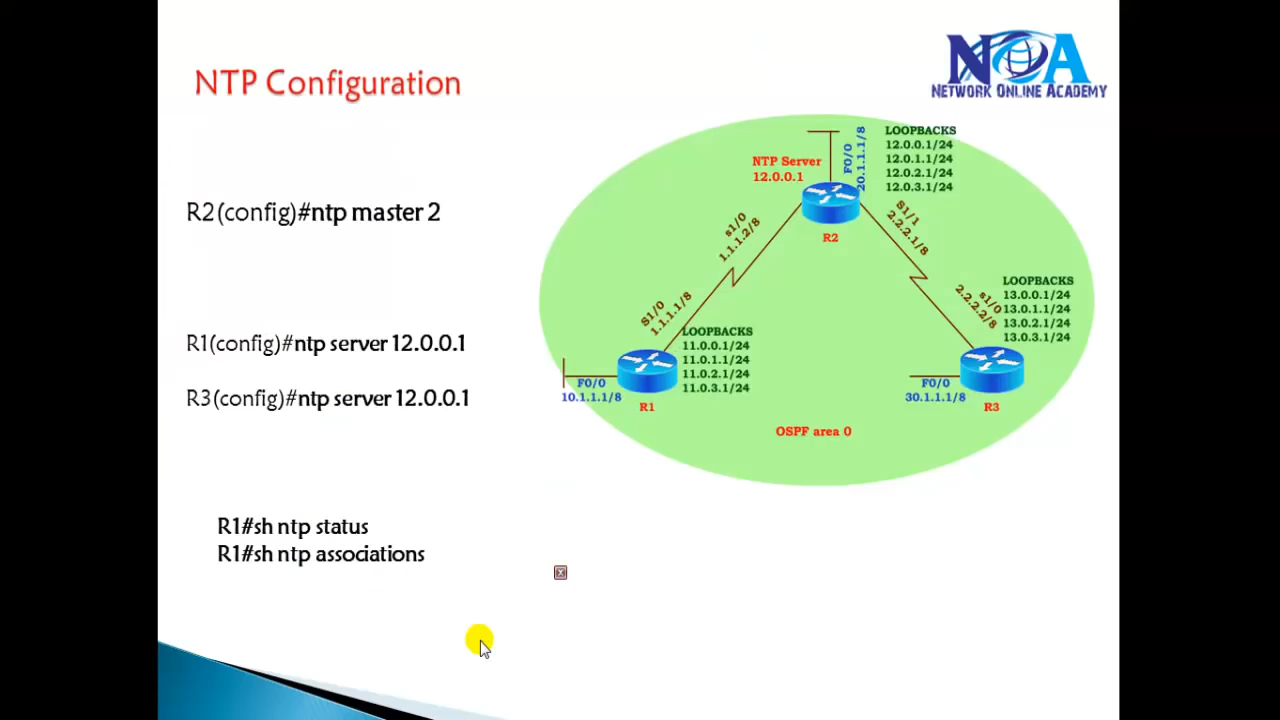 NTP Configuration
NOA
NETWORK ONLINE ACADEMY
R2(config)#ntp master 2
R1(config)#ntp server 12.0.0.1
R3(config)#ntp server 12.0.0.1
R1#sh ntp status
R1#sh ntp associations
NTP Server
12.0.0.1
F0/0
20.1.1.1/8
LOOPBACKS
12.0.0.1/24
12.0.1.1/24
12.0.2.1/24
12.0.3.1/24
R2
s1/0
1.1.1.2/8
S1/1
2.2.2.1/8
S1/0
1.1.1.1/8
s1/0
2.2.2.2/8
LOOPBACKS
13.0.0.1/24
13.0.1.1/24
13.0.2.1/24
13.0.3.1/24
LOOPBACKS
11.0.0.1/24
11.0.1.1/24
11.0.2.1/24
11.0.3.1/24
F0/0
10.1.1.1/8
R1
F0/0
30.1.1.1/8
R3
OSPF area 0